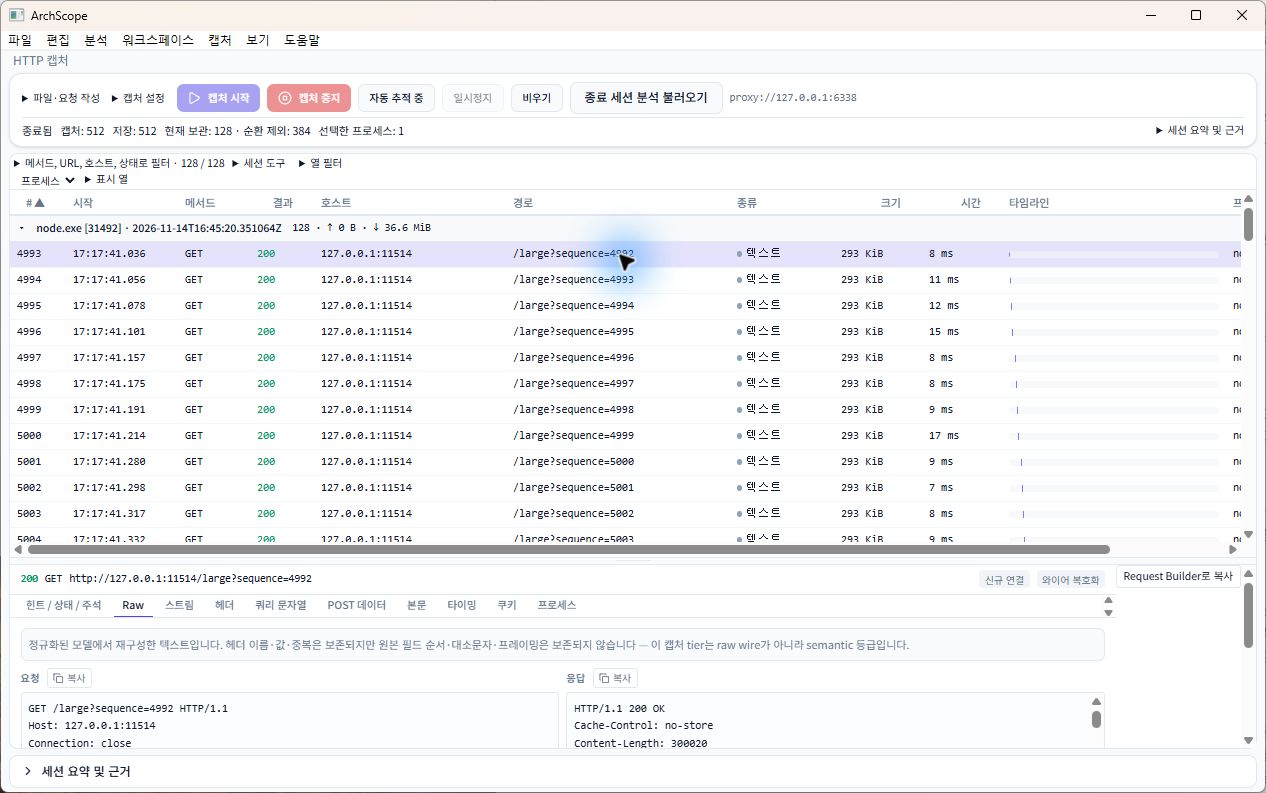 ArchScope
파일 편집 분석 워크스페이스 캡처 보기 도움말
HTTP 캡처
▶ 파일·요청 작성 ▶ 캡처 설정 캡처 시작 캡처 중지 자동 추적 중 일시정지 비우기 종료 세션 분석 불러오기 proxy://127.0.0.1:6338
종료됨 캡처: 512 저장: 512 현재 보관: 128 · 순환 제외: 384 선택한 프로세스: 1 ▶ 세션 요약 및 근거
▶ 메서드, URL, 호스트, 상태로 필터 · 128 / 128 ▶ 세션 도구 ▶ 열 필터
프로세스 ▶ 표시 열
# ▲ 시작 메서드 결과 호스트 경로 종류 크기 시간 타임라인
node.exe [31492] · 2026-11-14T16:45:20.351064Z 128 · ↑ 0 B · ↓ 36.6 MiB
4993 17:17:41.036 GET 200 127.0.0.1:11514 /large?sequence=4992 텍스트 293 KiB 8 ms
4994 17:17:41.056 GET 200 127.0.0.1:11514 /large?sequence=4993 텍스트 293 KiB 11 ms
4995 17:17:41.078 GET 200 127.0.0.1:11514 /large?sequence=4994 텍스트 293 KiB 12 ms
4996 17:17:41.101 GET 200 127.0.0.1:11514 /large?sequence=4995 텍스트 293 KiB 15 ms
4997 17:17:41.157 GET 200 127.0.0.1:11514 /large?sequence=4996 텍스트 293 KiB 8 ms
4998 17:17:41.175 GET 200 127.0.0.1:11514 /large?sequence=4997 텍스트 293 KiB 8 ms
4999 17:17:41.191 GET 200 127.0.0.1:11514 /large?sequence=4998 텍스트 293 KiB 9 ms
5000 17:17:41.214 GET 200 127.0.0.1:11514 /large?sequence=4999 텍스트 293 KiB 17 ms
5001 17:17:41.280 GET 200 127.0.0.1:11514 /large?sequence=5000 텍스트 293 KiB 9 ms
5002 17:17:41.298 GET 200 127.0.0.1:11514 /large?sequence=5001 텍스트 293 KiB 7 ms
5003 17:17:41.317 GET 200 127.0.0.1:11514 /large?sequence=5002 텍스트 293 KiB 8 ms
5004 17:17:41.332 GET 200 127.0.0.1:11514 /large?sequence=5003 텍스트 293 KiB 9 ms
200 GET http://127.0.0.1:11514/large?sequence=4992 신규 연결 와이어 복호화 Request Builder로 복사
힌트 / 상태 / 주석 Raw 스트림 헤더 쿼리 문자열 POST 데이터 본문 타이밍 쿠키 프로세스
정규화된 모델에서 재구성한 텍스트입니다. 헤더 이름·값·중복은 보존되지만 원본 필드 순서·대소문자·프레이밍은 보존되지 않습니다 — 이 캡처 tier는 raw wire가 아니라 semantic 등급입니다.
요청 복사 응답 복사
GET /large?sequence=4992 HTTP/1.1
Host: 127.0.0.1:11514
Connection: close
HTTP/1.1 200 OK
Cache-Control: no-store
Content-Length: 300020
세션 요약 및 근거